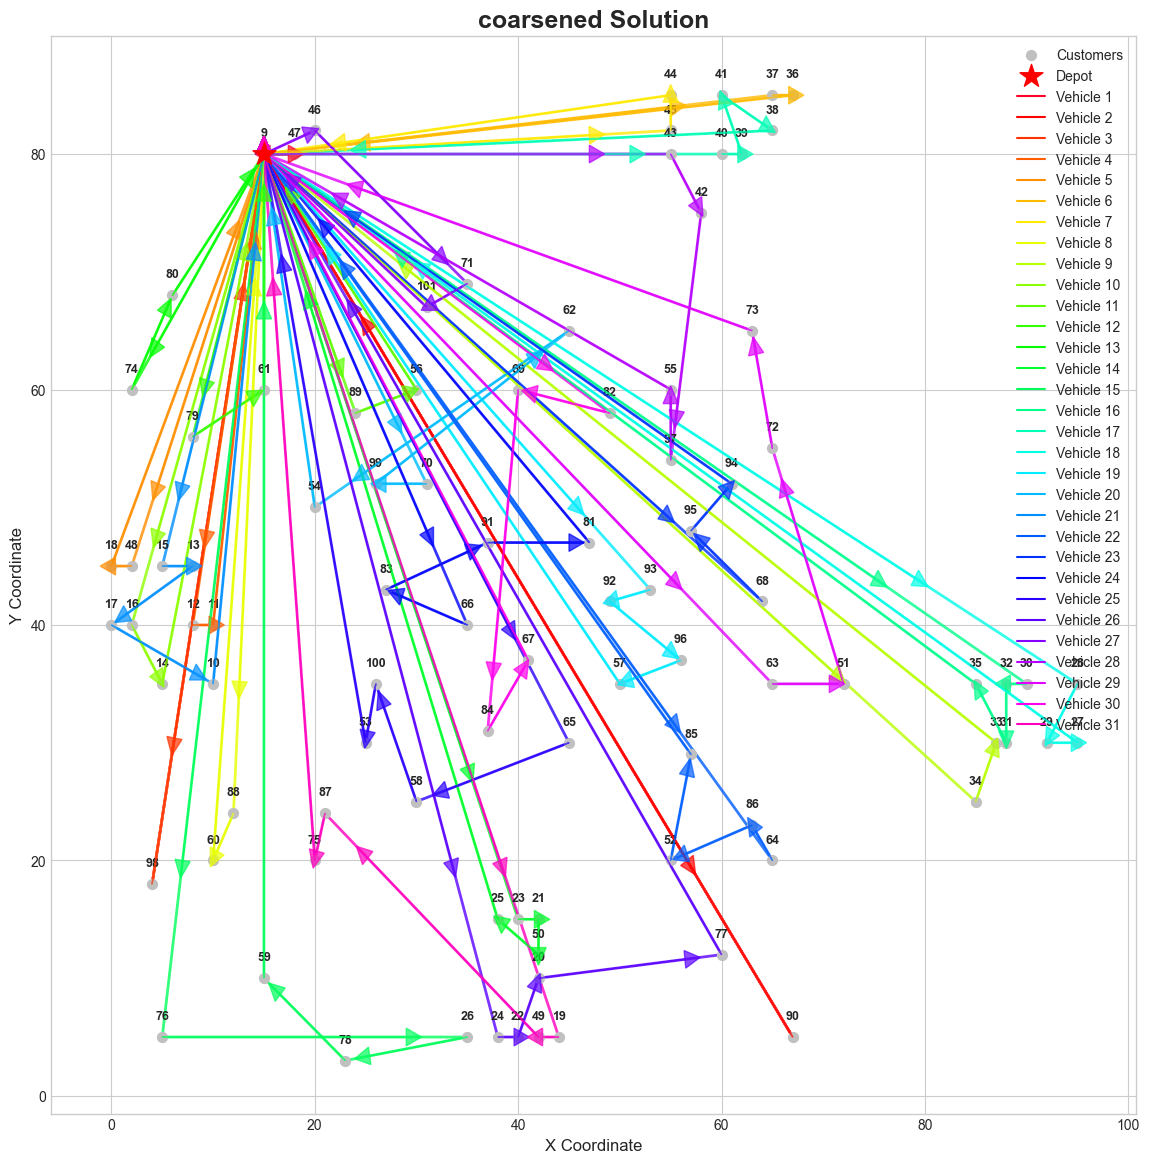 coarsened Solution
Customers
Depot
Vehicle 1
Vehicle 2
Vehicle 3
Vehicle 4
Vehicle 5
Vehicle 6
Vehicle 7
Vehicle 8
Vehicle 9
Vehicle 10
Vehicle 11
Vehicle 12
Vehicle 13
Vehicle 14
Vehicle 15
Vehicle 16
Vehicle 17
Vehicle 18
Vehicle 19
Vehicle 20
Vehicle 21
Vehicle 22
Vehicle 23
Vehicle 24
Vehicle 25
Vehicle 26
Vehicle 27
Vehicle 28
Vehicle 29
Vehicle 30
Vehicle 31
44 41 37 36
46 45 38
9 47 43 40 39
42
80 71
101
62 73
74 61 56 69 55
79 89 82
72
54 99 70 97 94
95
18 48 15 13 91 81
83 93 92 68
17 16 12 11 66
67 96
14 10 100 57 63 51 35 32 30 28
53 84 65 33 31 29 27
85
88 87 58 34
60 75 52 86 64
98
25 23 21
50
59 20 77
76 26 24 22 49 19 90
78
0
20
40
60
80
Y Coordinate
0 20 40 60 80 100
X Coordinate